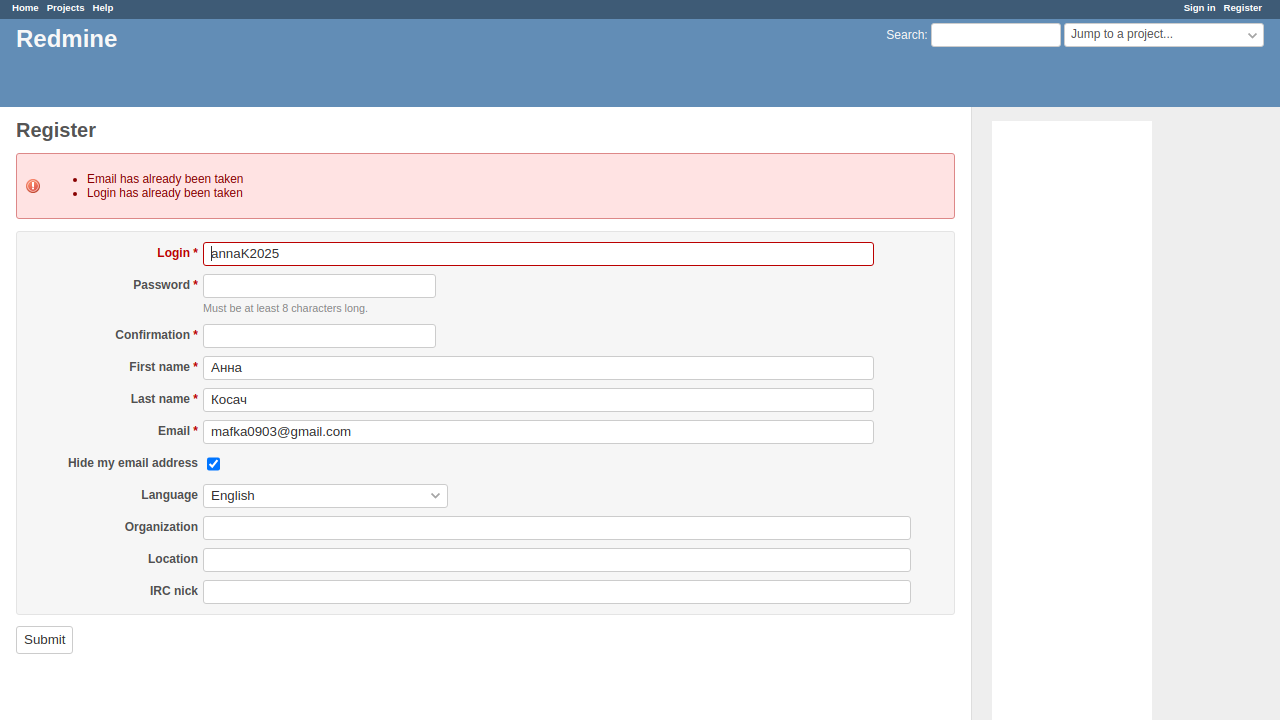 Home Projects Help Sign in Register
Redmine Search: Jump to a project...
Register
Email has already been taken
Login has already been taken
Login * annaK2025
Password *
Must be at least 8 characters long.
Confirmation *
First name * Анна
Last name * Косач
Email * mafka0903@gmail.com
Hide my email address
Language English
Organization
Location
IRC nick
Submit